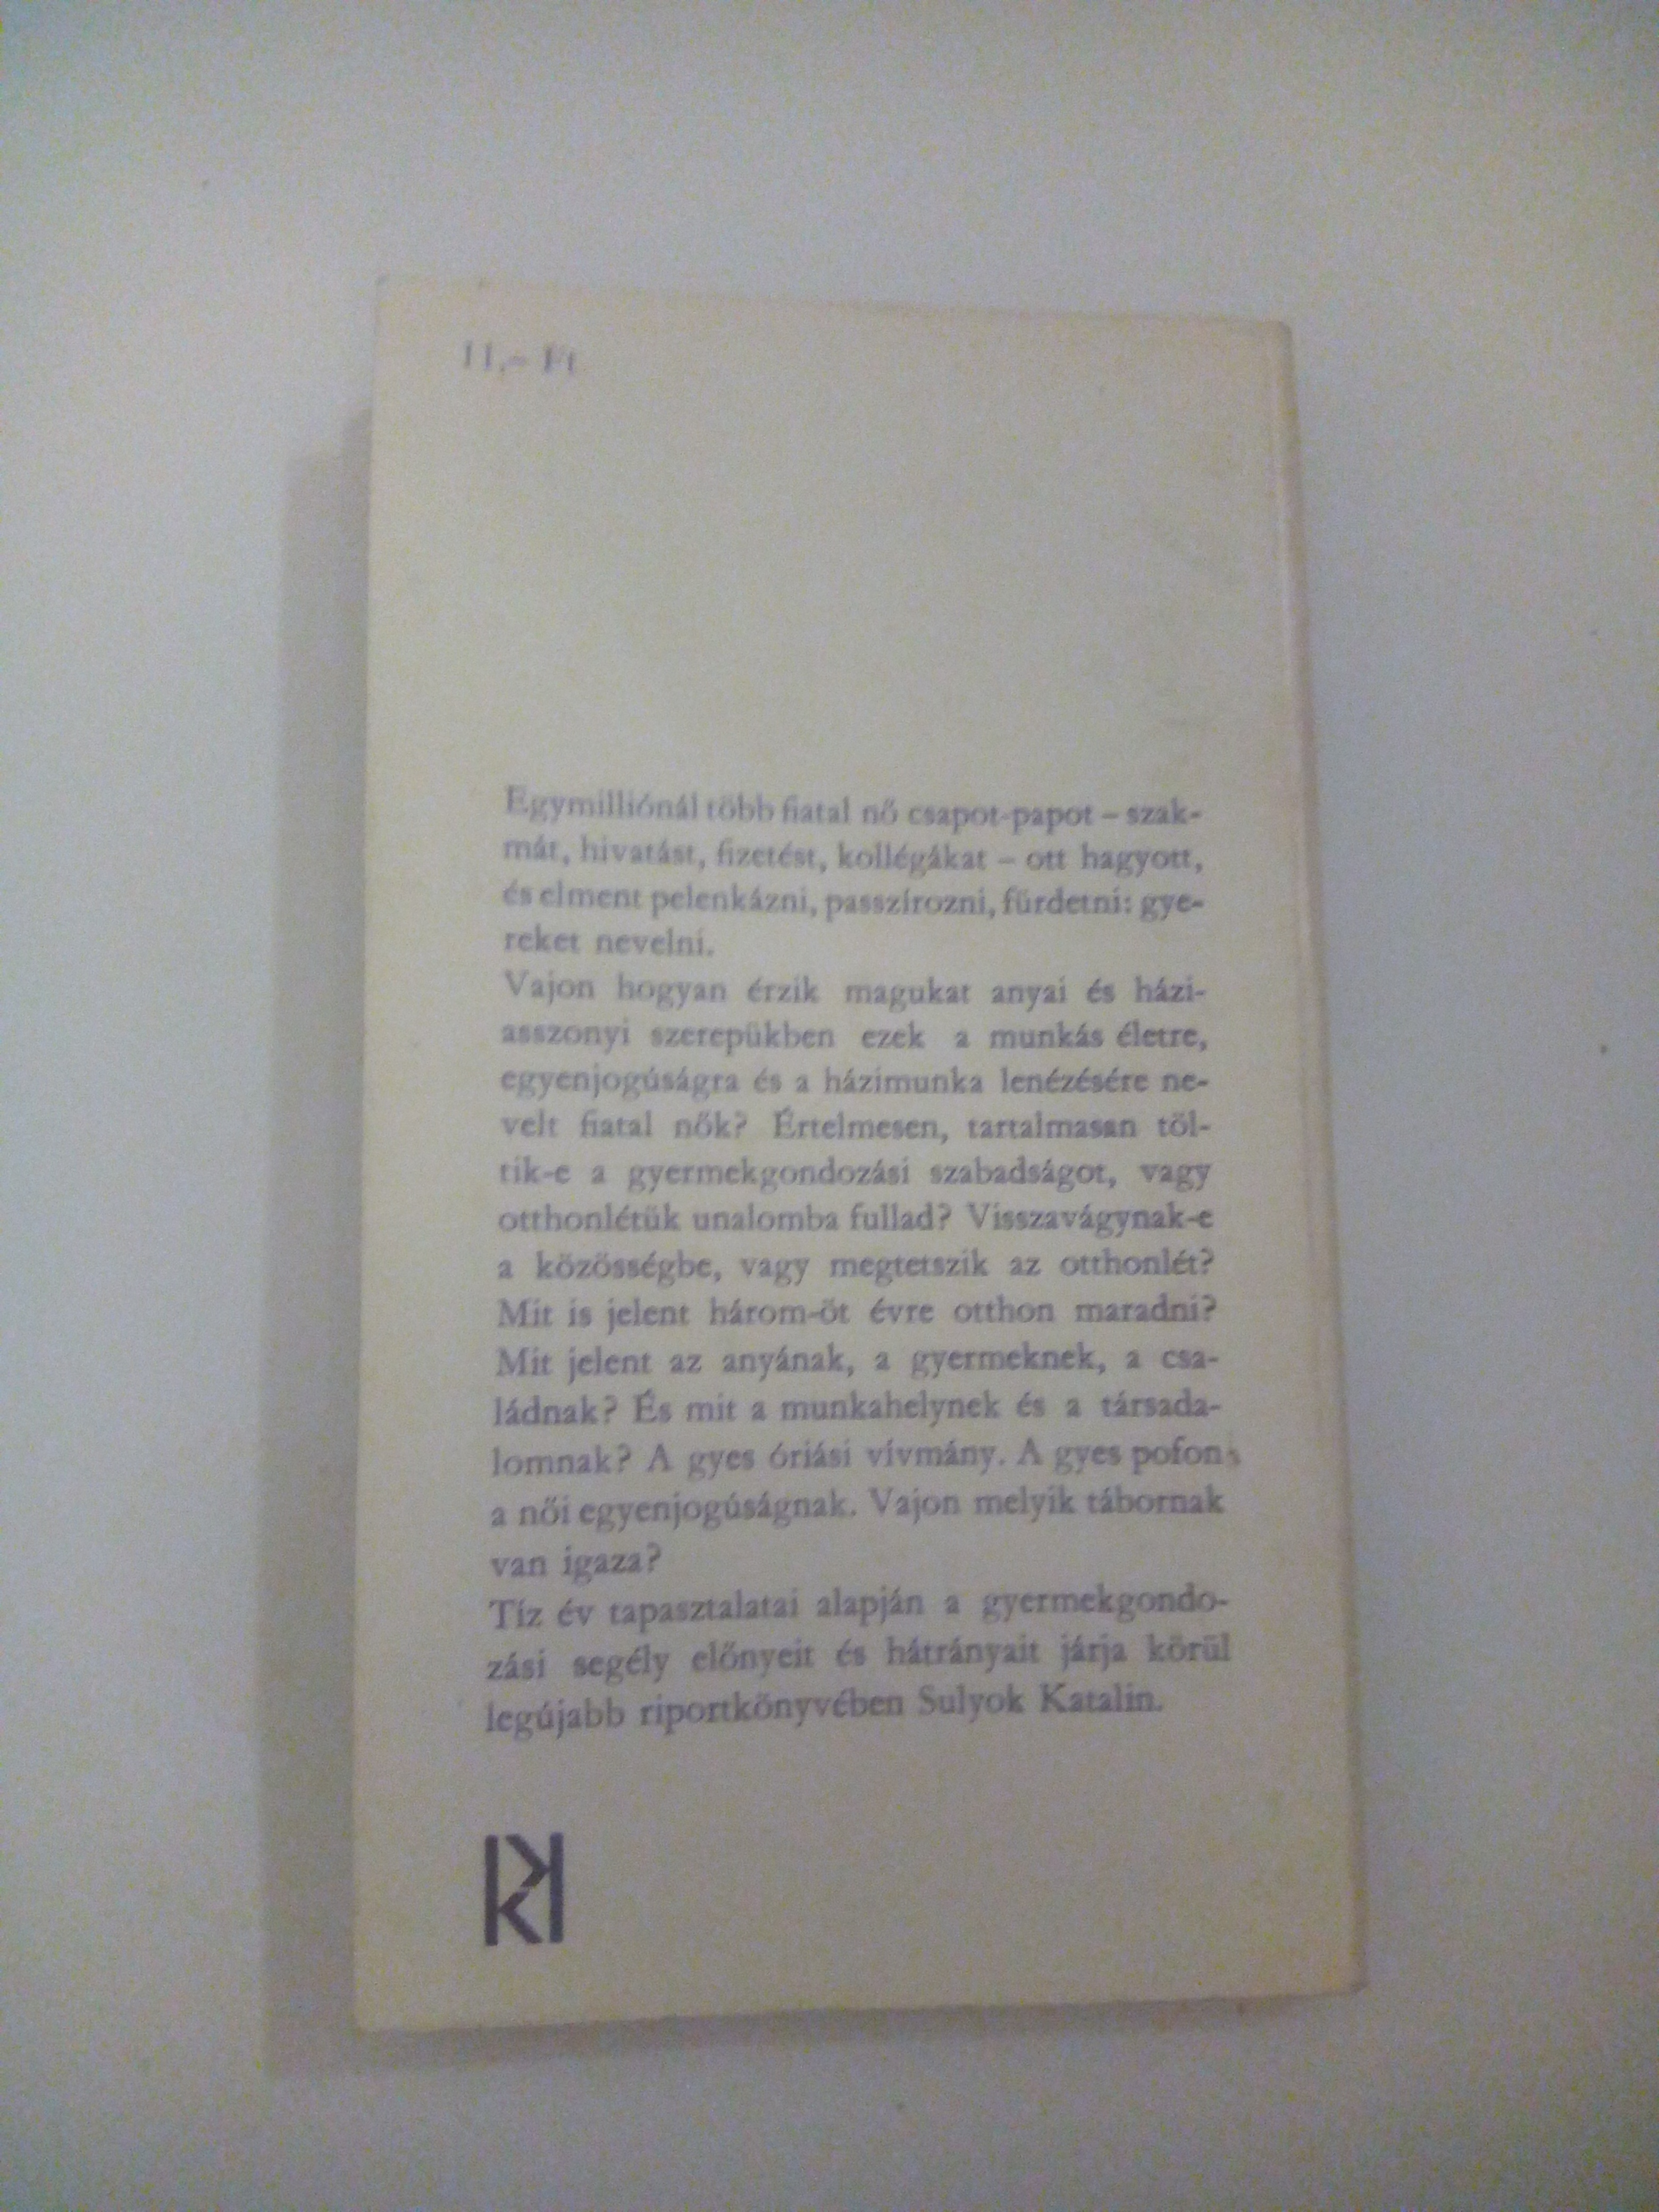 11,– Ft
Egymilliónál több fiatal nő csapot-papot – szak-
mát, hivatást, fizetést, kollégákat – ott hagyott,
és elment pelenkázni, passzírozni, fürdetni: gye-
reket nevelni.
Vajon hogyan érzik magukat anyai és házi-
asszonyi szerepükben ezek a munkás életre,
egyenjogúságra és a házimunka lenézésére ne-
velt fiatal nők? Értelmesen, tartalmasan töl-
tik-e a gyermekgondozási szabadságot, vagy
otthonlétük unalomba fullad? Visszavágynak-e
a közösségbe, vagy megtetszik az otthonlét?
Mit is jelent három-öt évre otthon maradni?
Mit jelent az anyának, a gyermeknek, a csa-
ládnak? És mit a munkahelynek és a társada-
lomnak? A gyes óriási vívmány. A gyes pofon
a női egyenjogúságnak. Vajon melyik tábornak
van igaza?
Tíz év tapasztalatai alapján a gyermekgondo-
zási segély előnyeit és hátrányait járja körül
legújabb riportkönyvében Sulyok Katalin.